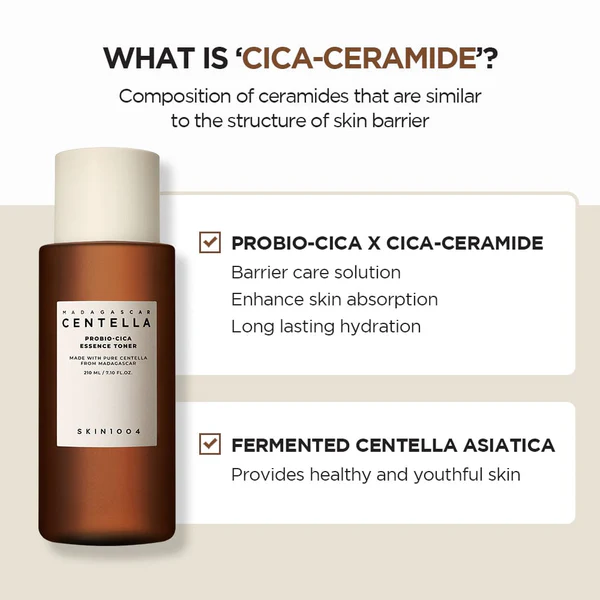 WHAT IS ‘CICA-CERAMIDE’?
Composition of ceramides that are similar
to the structure of skin barrier
PROBIO-CICA X CICA-CERAMIDE
Barrier care solution
Enhance skin absorption
Long lasting hydration
FERMENTED CENTELLA ASIATICA
Provides healthy and youthful skin
MADAGASCAR
CENTELLA
PROBIO-CICA
ESSENCE TONER
MADE WITH PURE CENTELLA
FROM MADAGASCAR
210 ML / 7.10 FL.OZ.
SKIN1004